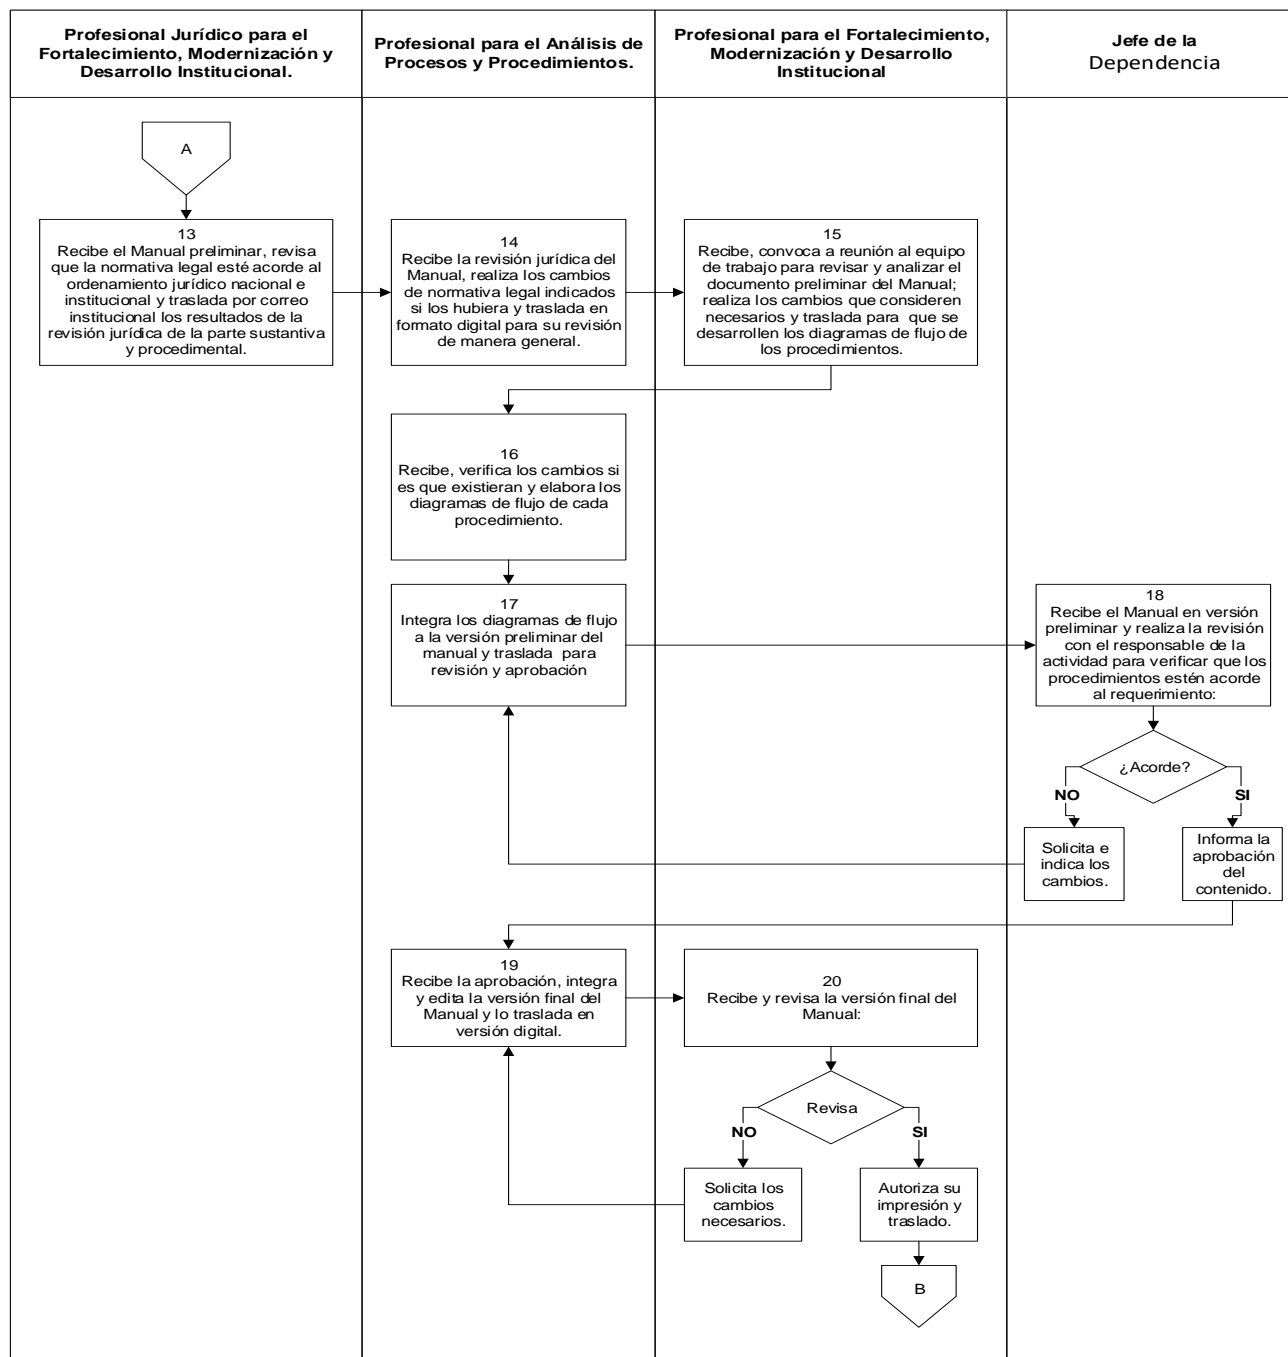 Profesional Jurídico para el
Fortalecimiento, Modernización y
Desarrollo Institucional.
Profesional para el Análisis de
Procesos y Procedimientos.
Profesional para el Fortalecimiento,
Modernización y Desarrollo
Institucional
Jefe de la
Dependencia
A
13
Recibe el Manual preliminar, revisa
que la normativa legal esté acorde al
ordenamiento jurídico nacional e
institucional y traslada por correo
institucional los resultados de la
revisión jurídica de la parte sustantiva
y procedimental.
14
Recibe la revisión jurídica del
Manual, realiza los cambios
de normativa legal indicados
si los hubiera y traslada en
formato digital para su revisión
de manera general.
15
Recibe, convoca a reunión al equipo
de trabajo para revisar y analizar el
documento preliminar del Manual;
realiza los cambios que consideren
necesarios y traslada para que se
desarrollen los diagramas de flujo de
los procedimientos.
16
Recibe, verifica los cambios si
es que existieran y elabora los
diagramas de flujo de cada
procedimiento.
17
Integra los diagramas de flujo
a la versión preliminar del
manual y traslada para
revisión y aprobación
18
Recibe el Manual en versión
preliminar y realiza la revisión
con el responsable de la
actividad para verificar que los
procedimientos estén acorde
al requerimiento:
¿Acorde?
NO
SI
Solicita e
indica los
cambios.
Informa la
aprobación
del
contenido.
19
Recibe la aprobación, integra
y edita la versión final del
Manual y lo traslada en
versión digital.
20
Recibe y revisa la versión final del
Manual:
Revisa
NO
SI
Solicita los
cambios
necesarios.
Autoriza su
impresión y
traslado.
B